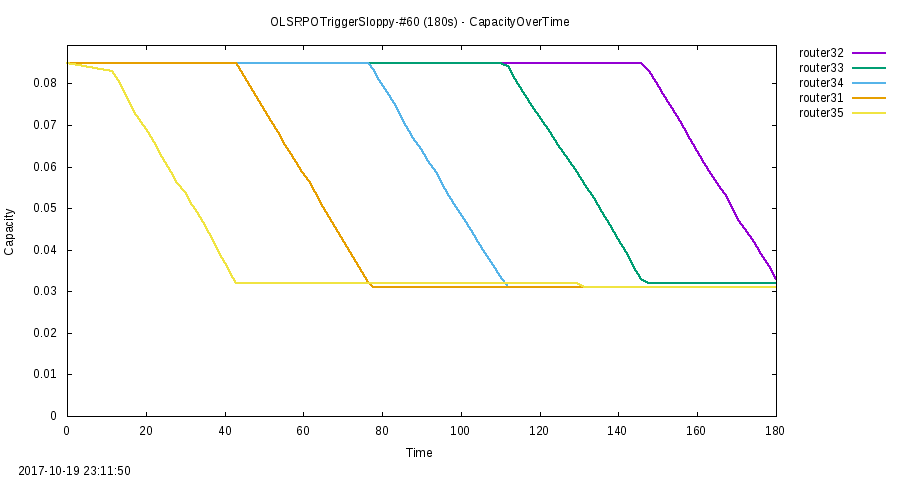 OLSRPOTriggerSloppy-#60 (180s) - CapacityOverTime
router32
router33
router34
router31
router35
0.08
0.07
0.06
0.05
0.04
0.03
0.02
0.01
0
Capacity
0 20 40 60 80 100 120 140 160 180
Time
2017-10-19 23:11:50